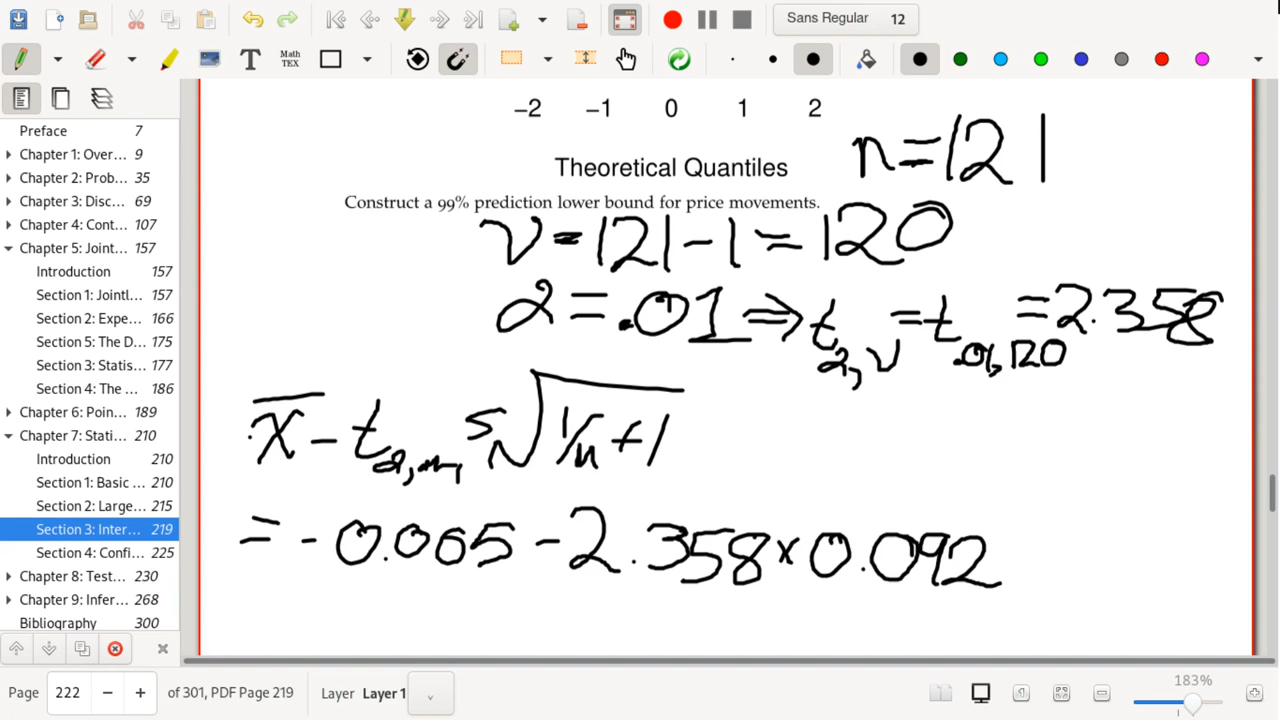 Sans Regular 12
T Math TEX
Preface 7
Chapter 1: Over... 9
Chapter 2: Prob... 35
Chapter 3: Disc... 69
Chapter 4: Cont... 107
Chapter 5: Joint... 157
Introduction 157
Section 1: Jointl... 157
Section 2: Expe... 166
Section 5: The D... 175
Section 3: Statis... 177
Section 4: The ... 186
Chapter 6: Poin... 189
Chapter 7: Stati... 210
Introduction 210
Section 1: Basic ... 210
Section 2: Large... 215
Section 3: Inter... 219
Section 4: Confi... 225
Chapter 8: Test... 230
Chapter 9: Infer... 268
Bibliography 300
−2 −1 0 1 2
Theoretical Quantiles
n = 121
Construct a 99% prediction lower bound for price movements.
ν = 121 − 1 = 120
α = .01 ⇒ t_{α,ν} = t_{.01,120} = 2.358
x̄ − t_{α,n-1} s √(1/n + 1)
= -0.065 − 2.358 × 0.092
Page 222 − + of 301, PDF Page 219 Layer Layer 1
183%